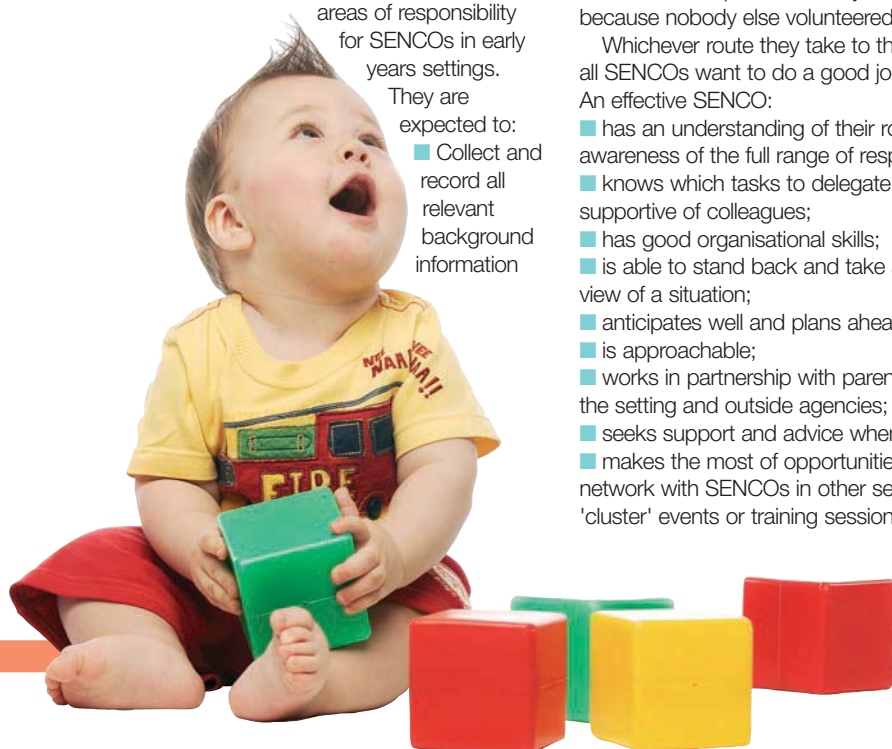 areas of responsibility
for SENCOs in early
years settings.
They are
expected to:
Collect and
record all
relevant
background
information
because nobody else volunteered
Whichever route they take to th
all SENCOs want to do a good jo
An effective SENCO:
has an understanding of their ro
awareness of the full range of resp
knows which tasks to delegate
supportive of colleagues;
has good organisational skills;
is able to stand back and take
view of a situation;
anticipates well and plans ahea
is approachable;
works in partnership with paren
the setting and outside agencies;
seeks support and advice when
makes the most of opportunitie
network with SENCOs in other se
'cluster' events or training session
NEE NEE
NAAA!!
FIRE